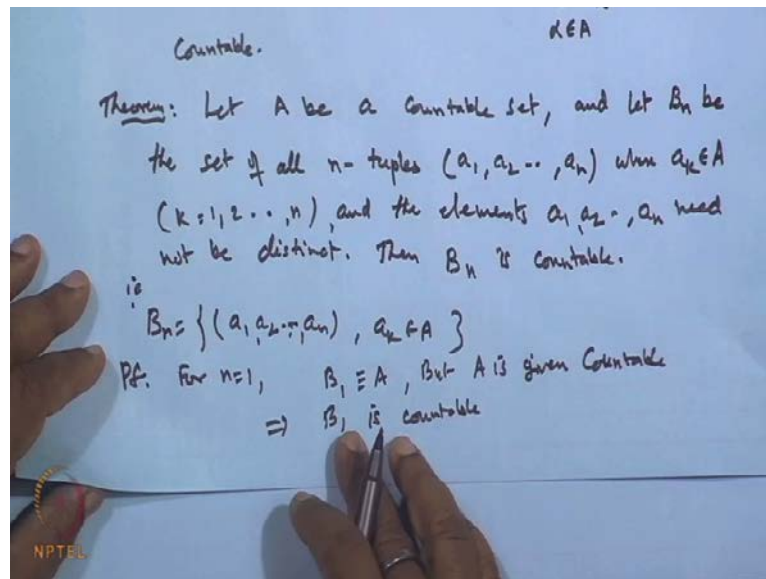 α∈A
Countable.
Theorem: Let A be a Countable set, and let Bn be
the set of all n-tuples (a1, a2 --, an) when ak∈A
(k=1,2 --, n), and the elements a1, a2 -, an need
not be distinct. Then Bn is countable.
ie
Bn = {(a1, a2, --, an), ak∈A}
Pf. For n=1, B1 ≡ A, But A is given Countable
⇒ B1 is countable
NPTEL